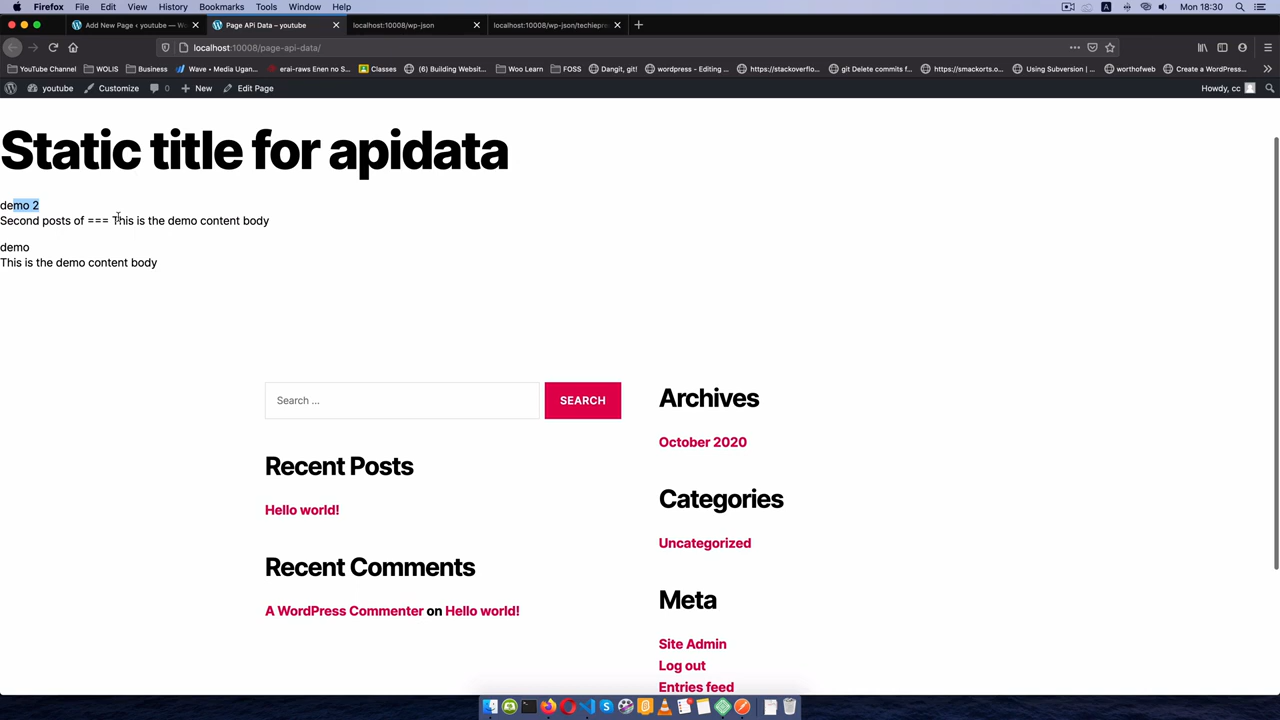 Firefox File Edit View History Bookmarks Tools Window Help Mon 18:30
Add New Page ‹ youtube — W Page API Data – youtube localhost:10008/wp-json localhost:10008/wp-json/techiepre
localhost:10008/page-api-data/
YouTube Channel WOLIS Business Wave • Media Ugan... erai-raws Enen no S... Classes (6) Building Websit... Woo Learn FOSS Dangit, git! wordpress - Editing ... https://stackoverflo... git Delete commits f... https://smackorts.o... Using Subversion | ... worthofweb Create a WordPress...
youtube Customize 0 New Edit Page Howdy, cc
Static title for apidata
demo 2
Second posts of === This is the demo content body
demo
This is the demo content body
Search ... SEARCH
Recent Posts
Hello world!
Recent Comments
A WordPress Commenter on Hello world!
Archives
October 2020
Categories
Uncategorized
Meta
Site Admin
Log out
Entries feed